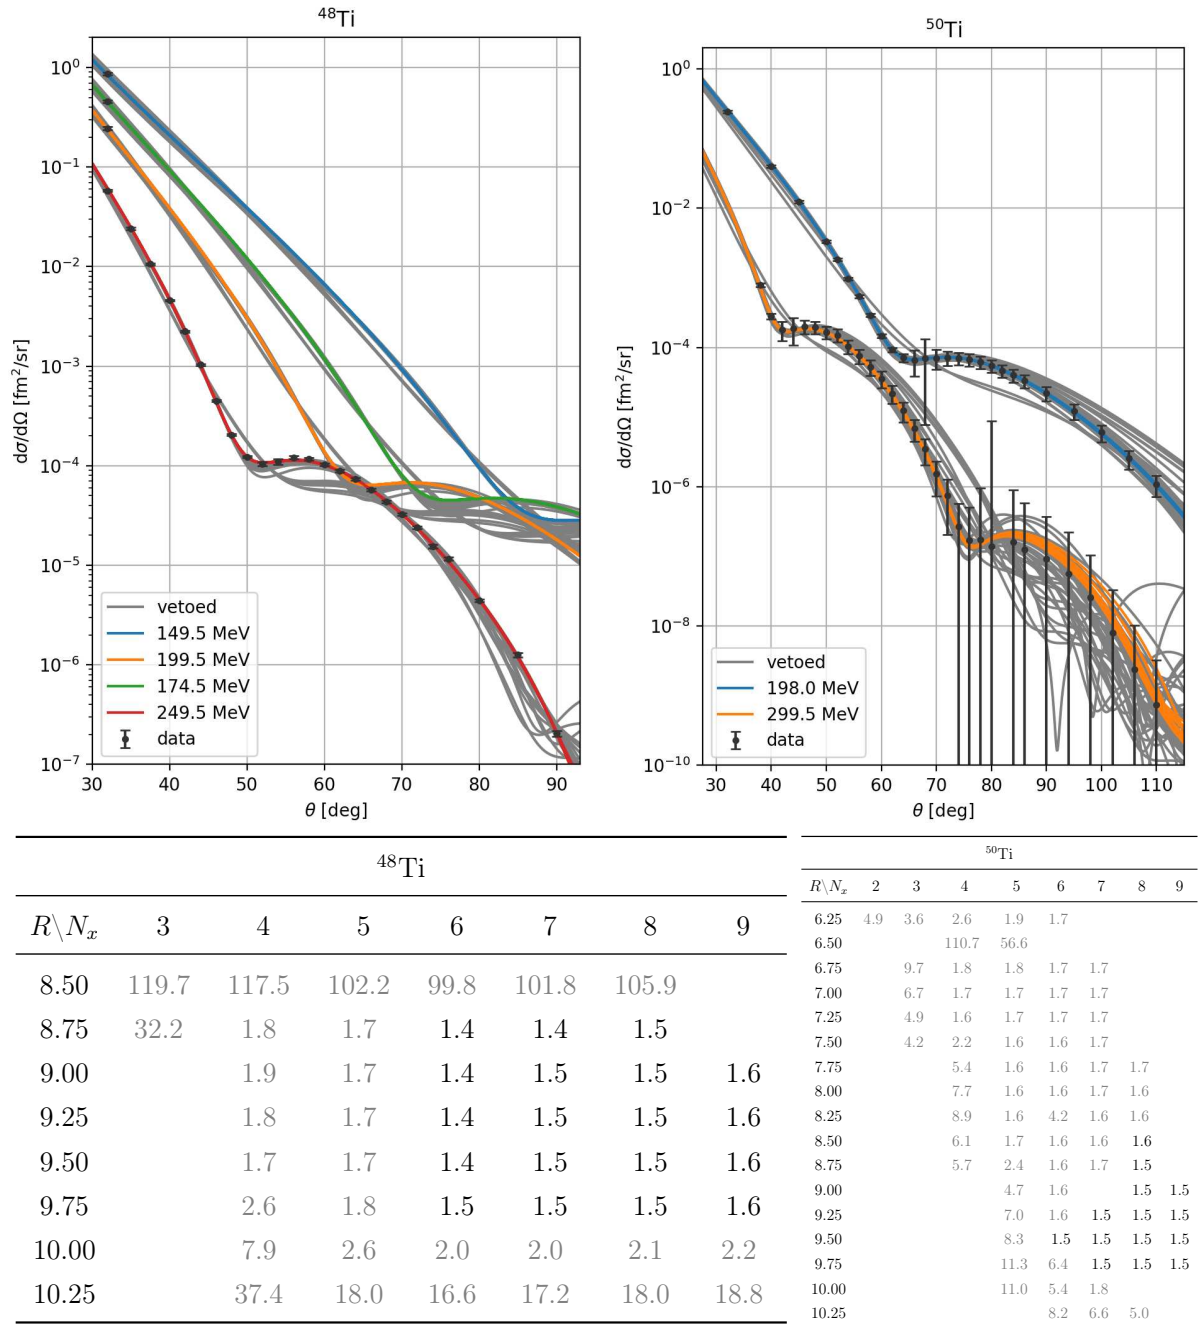 ⁴⁸Ti
dσ/dΩ [fm²/sr]
10⁰
10⁻¹
10⁻²
10⁻³
10⁻⁴
10⁻⁵
10⁻⁶
10⁻⁷
vetoed
149.5 MeV
199.5 MeV
174.5 MeV
249.5 MeV
data
30 40 50 60 70 80 90
θ [deg]
⁵⁰Ti
dσ/dΩ [fm²/sr]
10⁰
10⁻²
10⁻⁴
10⁻⁶
10⁻⁸
10⁻¹⁰
vetoed
198.0 MeV
299.5 MeV
data
30 40 50 60 70 80 90 100 110
θ [deg]
⁴⁸Ti
R\Nₓ 3 4 5 6 7 8 9
8.50 119.7 117.5 102.2 99.8 101.8 105.9
8.75 32.2 1.8 1.7 1.4 1.4 1.5
9.00 1.9 1.7 1.4 1.5 1.5 1.6
9.25 1.8 1.7 1.4 1.5 1.5 1.6
9.50 1.7 1.7 1.4 1.5 1.5 1.6
9.75 2.6 1.8 1.5 1.5 1.5 1.6
10.00 7.9 2.6 2.0 2.0 2.1 2.2
10.25 37.4 18.0 16.6 17.2 18.0 18.8
⁵⁰Ti
R\Nₓ 2 3 4 5 6 7 8 9
6.25 4.9 3.6 2.6 1.9 1.7
6.50 110.7 56.6
6.75 9.7 1.8 1.8 1.7 1.7
7.00 6.7 1.7 1.7 1.7 1.7
7.25 4.9 1.6 1.7 1.7 1.7
7.50 4.2 2.2 1.6 1.6 1.7
7.75 5.4 1.6 1.6 1.7 1.7
8.00 7.7 1.6 1.6 1.7 1.6
8.25 8.9 1.6 4.2 1.6 1.6
8.50 6.1 1.7 1.6 1.6 1.6
8.75 5.7 2.4 1.6 1.7 1.5
9.00 4.7 1.6 1.5 1.5
9.25 7.0 1.6 1.5 1.5 1.5
9.50 8.3 1.5 1.5 1.5 1.5
9.75 11.3 6.4 1.5 1.5 1.5
10.00 11.0 5.4 1.8
10.25 8.2 6.6 5.0